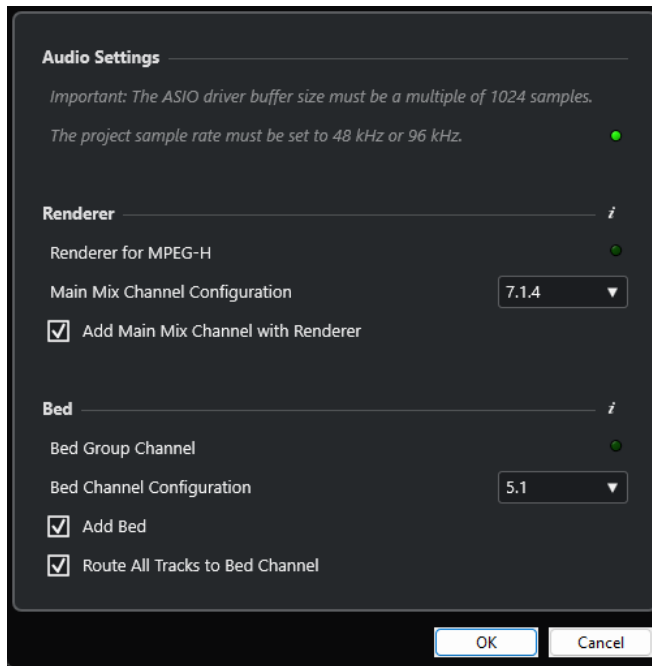 Audio Settings
Important: The ASIO driver buffer size must be a multiple of 1024 samples.
The project sample rate must be set to 48 kHz or 96 kHz.
Renderer
i
Renderer for MPEG-H
Main Mix Channel Configuration
7.1.4
Add Main Mix Channel with Renderer
Bed
i
Bed Group Channel
Bed Channel Configuration
5.1
Add Bed
Route All Tracks to Bed Channel
OK
Cancel